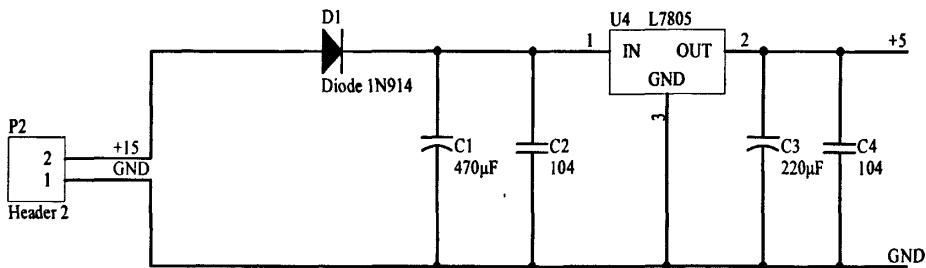 D1
Diode 1N914
U4 L7805
1 IN OUT 2
GND
3
+5
P2
+15
2
GND
1
Header 2
C1
470μF
C2
104
C3
220μF
C4
104
GND